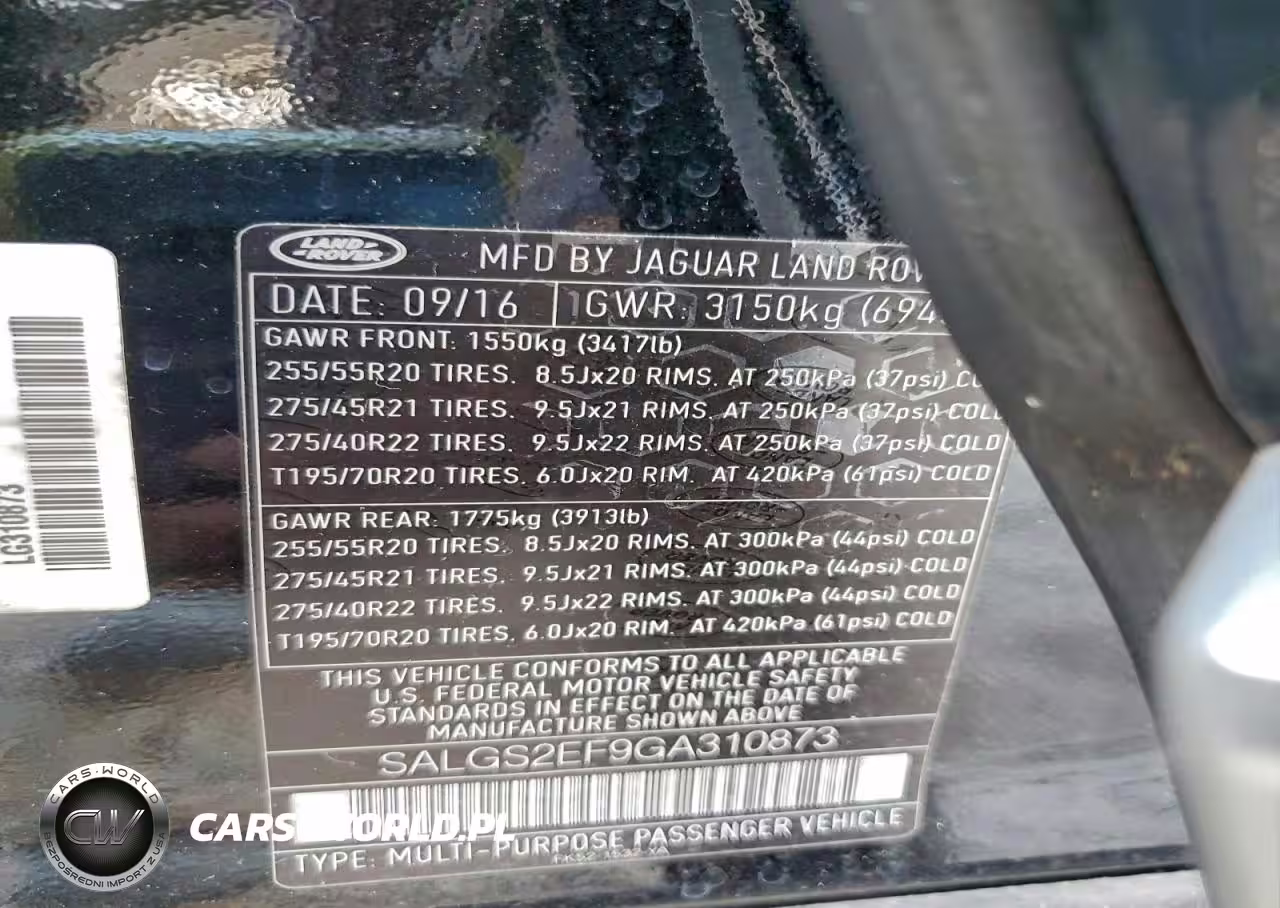 LAND-
-ROVER
MFD BY JAGUAR LAND ROV
DATE: 09/16
GWR: 3150kg (694
GAWR FRONT: 1550kg (3417lb)
255/55R20 TIRES. 8.5Jx20 RIMS. AT 250kPa (37psi) CO
275/45R21 TIRES. 9.5Jx21 RIMS. AT 250kPa (37psi) COLD
275/40R22 TIRES. 9.5Jx22 RIMS. AT 250kPa (37psi) COLD
T195/70R20 TIRES. 6.0Jx20 RIM. AT 420kPa (61psi) COLD
GAWR REAR: 1775kg (3913lb)
255/55R20 TIRES. 8.5Jx20 RIMS. AT 300kPa (44psi) COLD
275/45R21 TIRES. 9.5Jx21 RIMS. AT 300kPa (44psi) COLD
275/40R22 TIRES. 9.5Jx22 RIMS. AT 300kPa (44psi) COLD
T195/70R20 TIRES. 6.0Jx20 RIM. AT 420kPa (61psi) COLD
THIS VEHICLE CONFORMS TO ALL APPLICABLE
U.S. FEDERAL MOTOR VEHICLE SAFETY
STANDARDS IN EFFECT ON THE DATE OF
MANUFACTURE SHOWN ABOVE
SALGS2EF9GA310873
TYPE: MULTI-PURPOSE PASSENGER VEHICLE
LG310873
CARS-WORLD
CW
BEZPOŚREDNI IMPORT Z USA
CARS-WORLD.PL